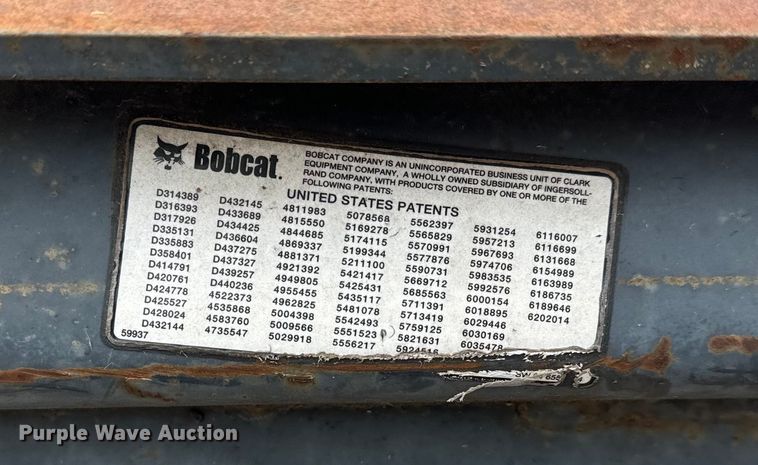 Bobcat.
BOBCAT COMPANY IS AN UNINCORPORATED BUSINESS UNIT OF CLARK
EQUIPMENT COMPANY, A WHOLLY OWNED SUBSIDIARY OF INGERSOLL-
RAND COMPANY, WITH PRODUCTS COVERED BY ONE OR MORE OF THE
FOLLOWING PATENTS:
UNITED STATES PATENTS
D314389 D432145 4811983 5078568 5562397 5931254 6116007
D316393 D433689 4815550 5169278 5565829 5957213 6116699
D317926 D434425 4844685 5174115 5570991 5967693 6131668
D335131 D436604 4869337 5199344 5577876 5974706 6154989
D335883 D437275 4881371 5211100 5590731 5983535 6163989
D358401 D437327 4921392 5421417 5669712 5992576 6186735
D414791 D439257 4949805 5425431 5685563 6000154 6189646
D420761 D440236 4955455 5435117 5711391 6018895 6202014
D424778 4522373 4962825 5481078 5713419 6029446
D425527 4535868 5004398 5542493 5759125 6030169
D428024 4583760 5009566 5551523 5821631 6035478
D432144 4735547 5029918 5556217 5924516
59937
Purple Wave Auction